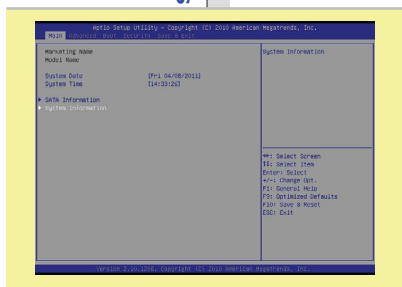 Aptio Setup Utility - Copyright (C) 2010 American Megatrends, Inc.
Main Advanced Boot Security Save & Exit
Marketing Name
Model Name
System Date [Fri 04/08/2011]
System Time [14:33:26]
SATA Information
System Information
System Information
: Select Screen
: Select Item
Enter: Select
+/-: Change Opt.
F1: General Help
F9: Optimized Defaults
F10: Save & Reset
ESC: Exit
Version 2.10.1208. Copyright (C) 2010 American Megatrends, Inc.